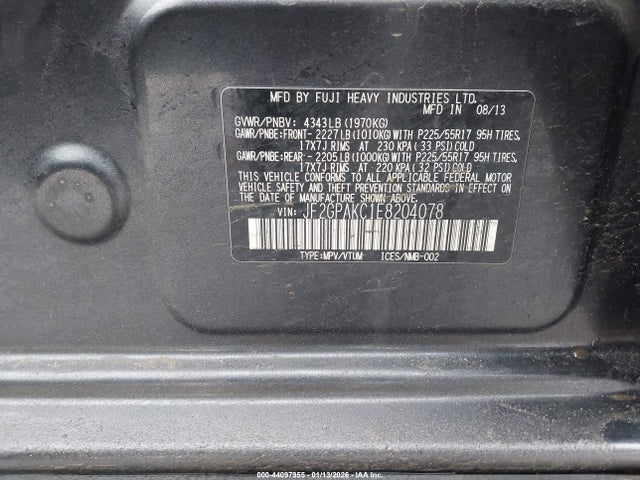 MFD BY FUJI HEAVY INDUSTRIES LTD.
MFD IN 08/13
GVWR/PNBV: 4343LB(1970KG)
GAWR/PNBE:FRONT-2227LB(1010KG)WITH P225/55R17 95H TIRES,
17X7J RIMS AT 230 KPA(33 PSI)COLD
GAWR/PNBE:REAR-2205LB(1000KG)WITH P225/55R17 95H TIRES,
17X7J RIMS AT 220 KPA(32 PSI)COLD
THIS VEHICLE CONFORMS TO ALL APPLICABLE FEDERAL MOTOR
VEHICLE SAFETY AND THEFT PREVENTION STANDARDS IN EFFECT ON
THE DATE OF MANUFACTURE SHOWN ABOVE.
VIN: JF2GPAKC1E8204078
TYPE:MPV/VTUM ICES/NMB-002
000-44097955 - 01/13/2026 - IAA Inc.